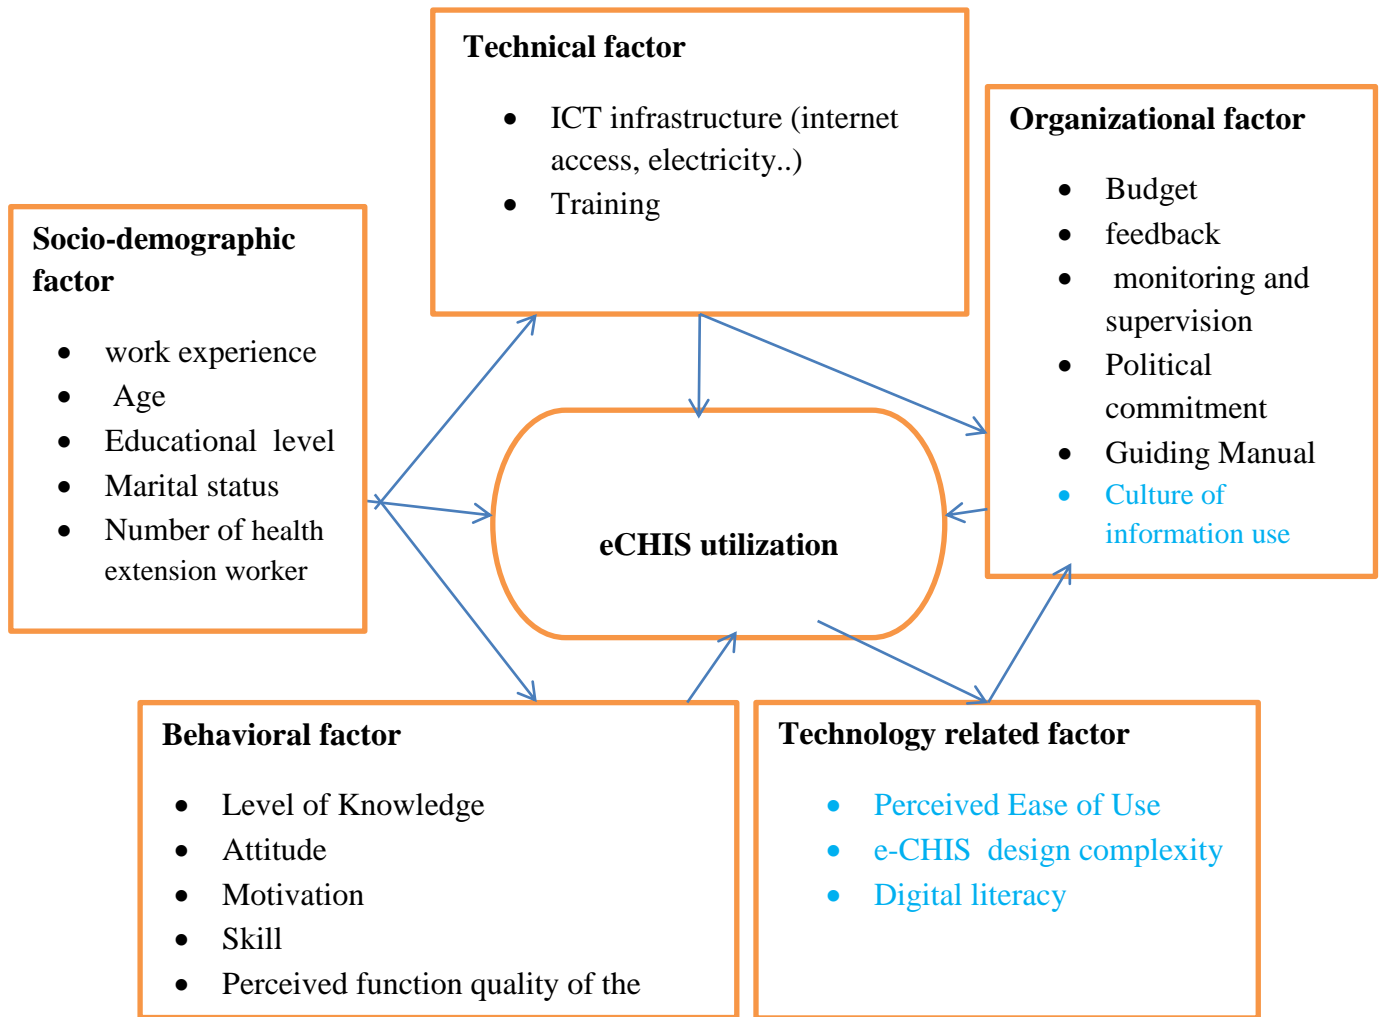 Technical factor
• ICT infrastructure (internet
access, electricity..)
• Training
Organizational factor
• Budget
• feedback
• monitoring and
supervision
• Political
commitment
• Guiding Manual
• Culture of
information use
Socio-demographic
factor
• work experience
• Age
• Educational level
• Marital status
• Number of health
extension worker
eCHIS utilization
Behavioral factor
• Level of Knowledge
• Attitude
• Motivation
• Skill
• Perceived function quality of the
Technology related factor
• Perceived Ease of Use
• e-CHIS design complexity
• Digital literacy